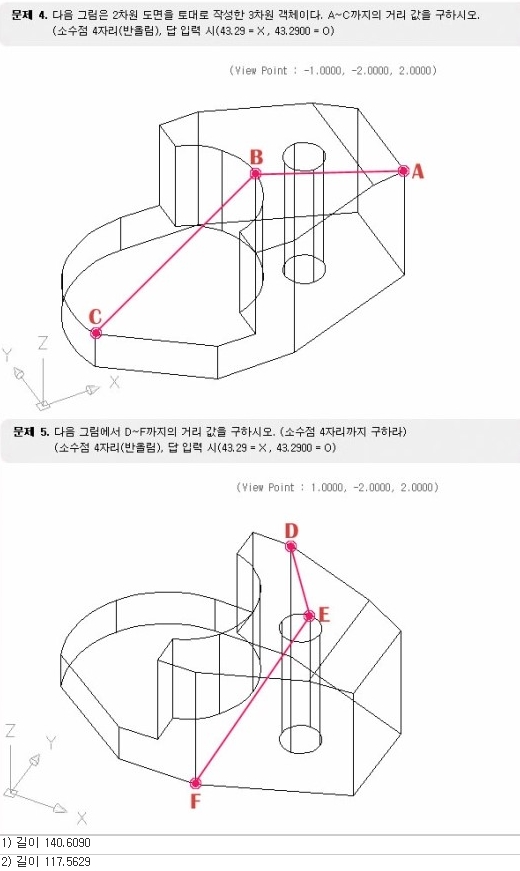 문제 4. 다음 그림은 2차원 도면을 토대로 작성한 3차원 객체이다. A~C까지의 거리 값을 구하시오.
(소수점 4자리(반올림), 답 입력 시(43.29 = X, 43.2900 = O)
(View Point : -1.0000, -2.0000, 2.0000)
B
A
C
Z
Y
X
문제 5. 다음 그림에서 D~F까지의 거리 값을 구하시오. (소수점 4자리까지 구하라)
(소수점 4자리(반올림), 답 입력 시(43.29 = X, 43.2900 = O)
(View Point : 1.0000, -2.0000, 2.0000)
D
E
Z
Y
X
F
1) 길이 140.6090
2) 길이 117.5629